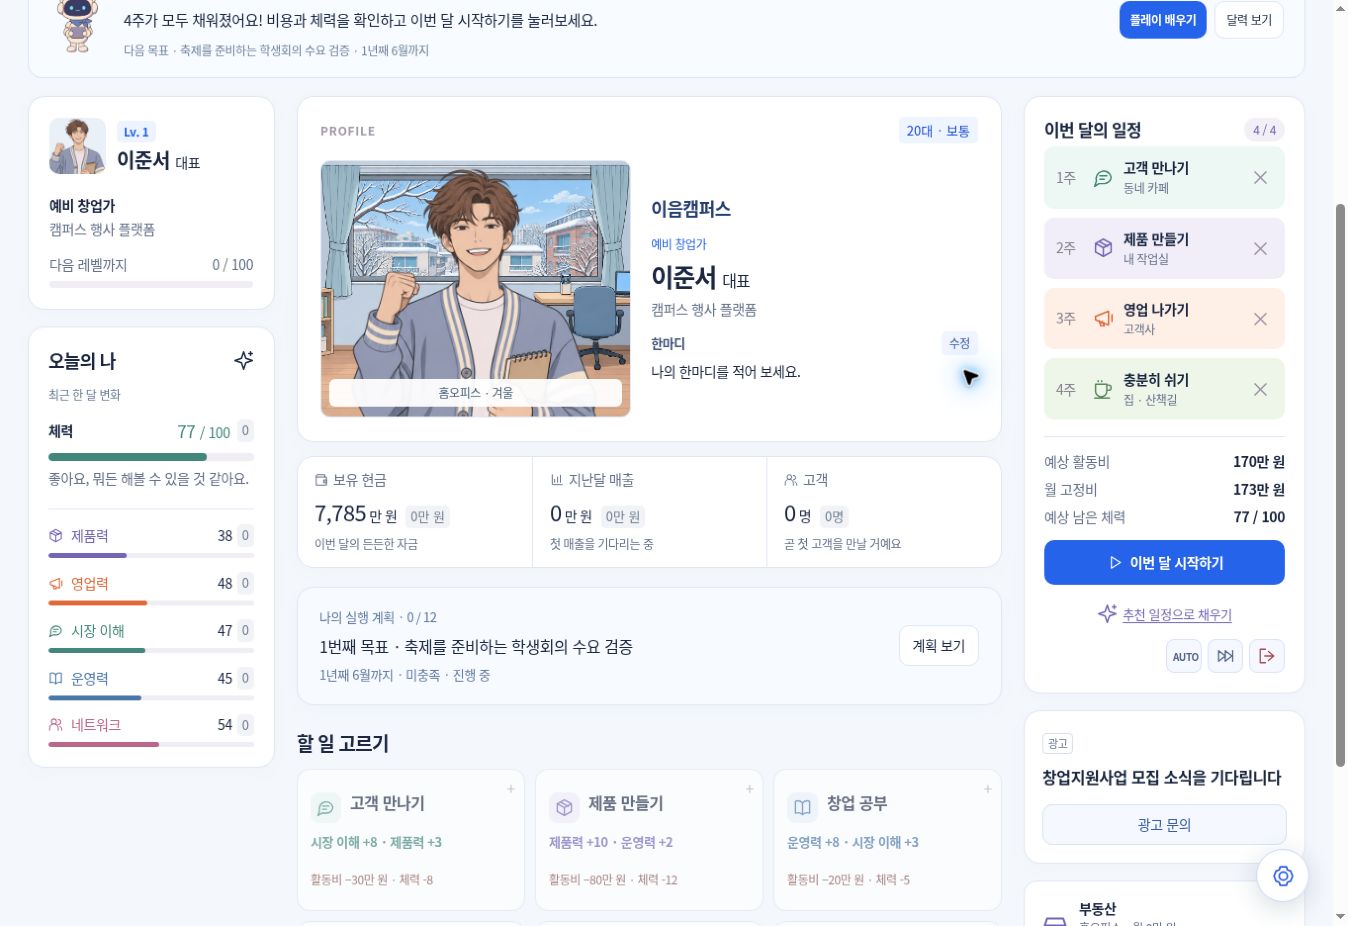 4주가 모두 채워졌어요! 비용과 체력을 확인하고 이번 달 시작하기를 눌러보세요.
다음 목표 · 축제를 준비하는 학생회의 수요 검증 · 1년째 6월까지
플레이 배우기
달력 보기
Lv. 1
이준서 대표
예비 창업가
캠퍼스 행사 플랫폼
다음 레벨까지 0 / 100
오늘의 나
최근 한 달 변화
체력 77 / 100 0
좋아요, 뭐든 해볼 수 있을 것 같아요.
제품력 38 0
영업력 48 0
시장 이해 47 0
운영력 45 0
네트워크 54 0
PROFILE
20대 · 보통
홈오피스 · 겨울
이음캠퍼스
예비 창업가
이준서 대표
캠퍼스 행사 플랫폼
한마디 수정
나의 한마디를 적어 보세요.
보유 현금
7,785 만 원 0만 원
이번 달의 든든한 자금
지난달 매출
0 만 원 0만 원
첫 매출을 기다리는 중
고객
0 명 0명
곧 첫 고객을 만날 거예요
나의 실행 계획 · 0 / 12
1번째 목표 · 축제를 준비하는 학생회의 수요 검증
1년째 6월까지 · 미충족 · 진행 중
계획 보기
할 일 고르기
고객 만나기 +
시장 이해 +8 · 제품력 +3
활동비 −30만 원 · 체력 -8
제품 만들기 +
제품력 +10 · 운영력 +2
활동비 −80만 원 · 체력 -12
창업 공부 +
운영력 +8 · 시장 이해 +3
활동비 −20만 원 · 체력 -5
이번 달의 일정 4 / 4
1주 고객 만나기
동네 카페
2주 제품 만들기
내 작업실
3주 영업 나가기
고객사
4주 충분히 쉬기
집 · 산책길
예상 활동비 170만 원
월 고정비 173만 원
예상 남은 체력 77 / 100
이번 달 시작하기
추천 일정으로 채우기
AUTO
광고
창업지원사업 모집 소식을 기다립니다
광고 문의
부동산